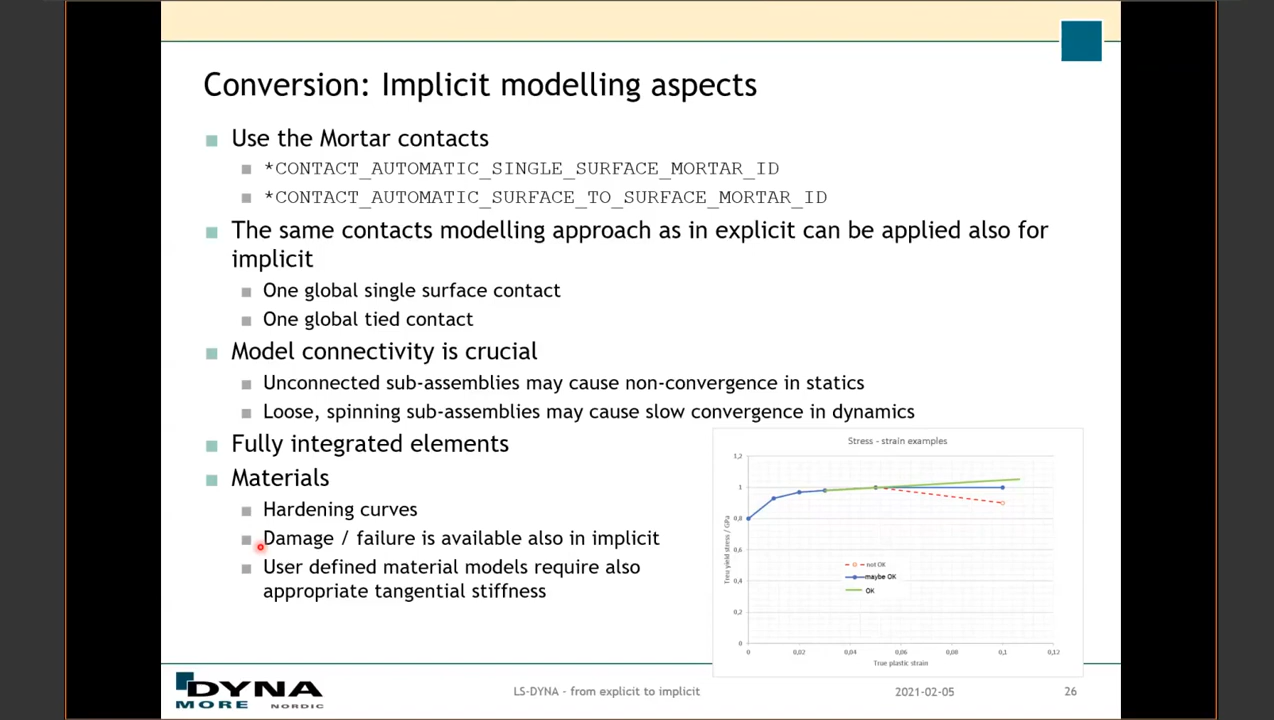 Conversion: Implicit modelling aspects
Use the Mortar contacts
*CONTACT_AUTOMATIC_SINGLE_SURFACE_MORTAR_ID
*CONTACT_AUTOMATIC_SURFACE_TO_SURFACE_MORTAR_ID
The same contacts modelling approach as in explicit can be applied also for
implicit
One global single surface contact
One global tied contact
Model connectivity is crucial
Unconnected sub-assemblies may cause non-convergence in statics
Loose, spinning sub-assemblies may cause slow convergence in dynamics
Fully integrated elements
Materials
Hardening curves
Damage / failure is available also in implicit
User defined material models require also
appropriate tangential stiffness
Stress - strain examples
1,2
1
0,8
0,6
0,4
0,2
0
Treu yield stress / GPa
not OK
maybe OK
OK
0 0,02 0,04 0,06 0,08 0,1 0,12
True plastic strain
DYNA
MORE NORDIC
LS-DYNA - from explicit to implicit
2021-02-05
26